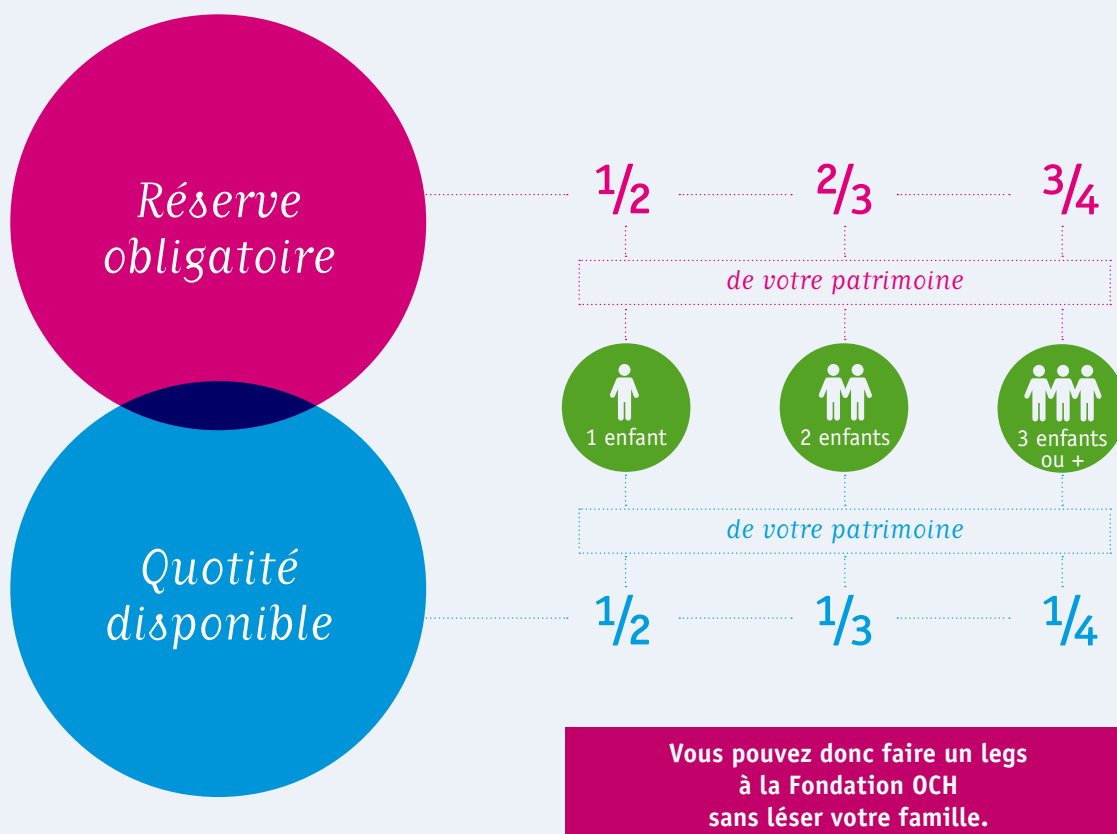 Réserve
obligatoire
1/2 2/3 3/4
de votre patrimoine
1 enfant
2 enfants
3 enfants
ou +
de votre patrimoine
Quotité
disponible
1/2 1/3 1/4
Vous pouvez donc faire un legs
à la Fondation OCH
sans léser votre famille.